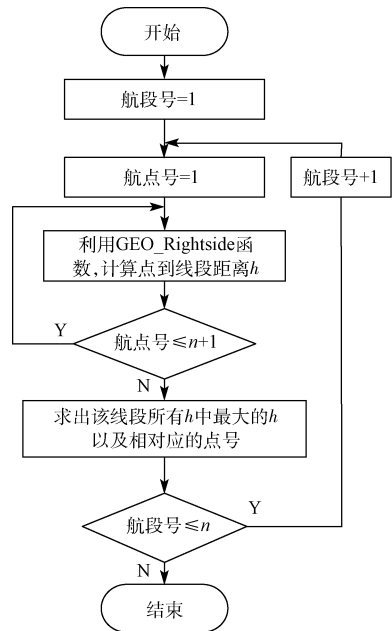 开始
航段号=1
航点号=1
航段号+1
利用GEO_Rightside函
数,计算点到线段距离h
Y
航点号≤n+1
N
求出该线段所有h中最大的h
以及相对应的点号
Y
航段号≤n
N
结束